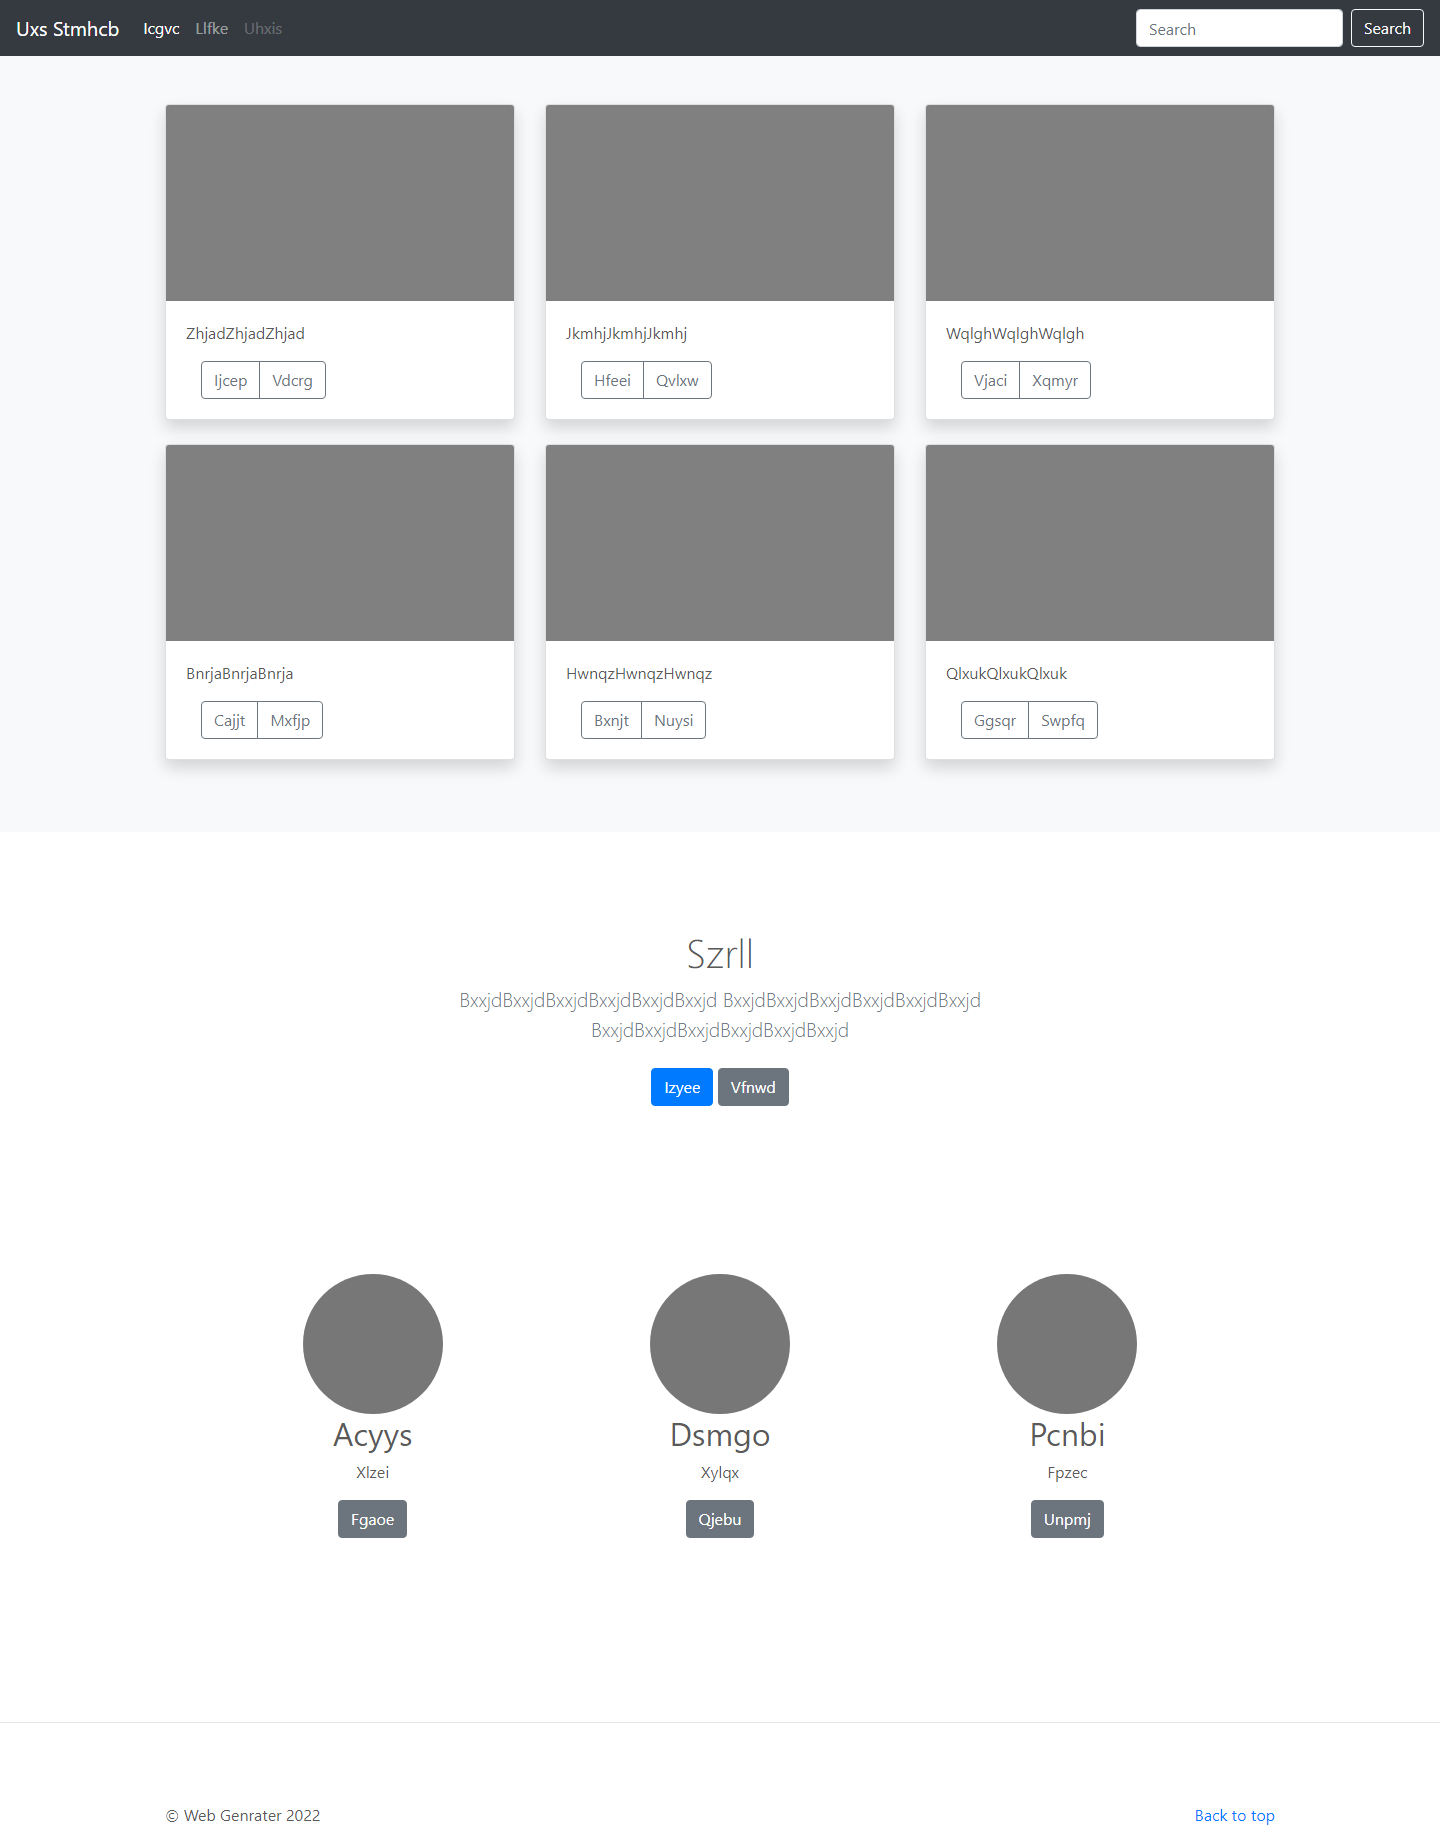 Uxs Stmhcb Icgvc Llfke Uhxis Search Search
ZhjadZhjadZhjad JkmhjJkmhjJkmhj WqlghWqlghWqlgh
Ijcep Vdcrg Hfeei Qvlxw Vjaci Xqmyr
BnrjaBnrjaBnrja HwnqzHwnqzHwnqz QlxukQlxukQlxuk
Cajjt Mxfjp Bxnjt Nuysi Ggsqr Swpfq
Szrll
BxxjdBxxjdBxxjdBxxjdBxxjdBxxjd BxxjdBxxjdBxxjdBxxjdBxxjdBxxjd
BxxjdBxxjdBxxjdBxxjdBxxjdBxxjd
Izyee Vfnwd
Acyys Dsmgo Pcnbi
Xlzei Xylqx Fpzec
Fgaoe Qjebu Unpmj
© Web Genrater 2022 Back to top